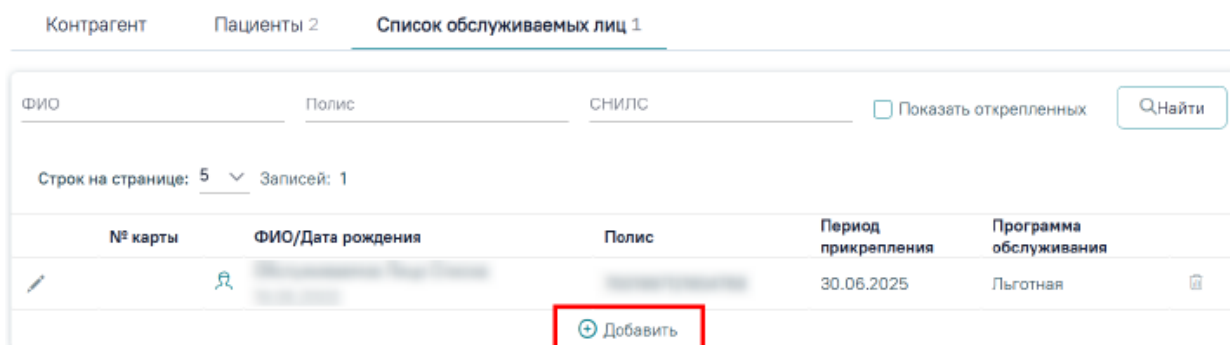 Контрагент Пациенты 2 Список обслуживаемых лиц 1
ФИО Полис СНИЛС Показать открепленных Найти
Строк на странице: 5 Записей: 1
№ карты ФИО/Дата рождения Полис Период прикрепления Программа обслуживания
30.06.2025 Льготная
Добавить